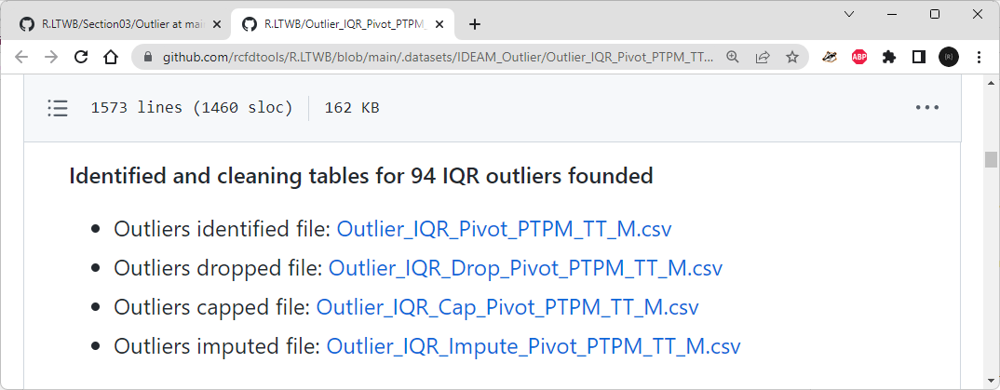 R.LTWB/Section03/Outlier at mai
R.LTWB/Outlier_IQR_Pivot_PTPM_
github.com/rcfdtools/R.LTWB/blob/main/.datasets/IDEAM_Outlier/Outlier_IQR_Pivot_PTPM_TT...
ABP
(R)
1573 lines (1460 sloc) 162 KB
Identified and cleaning tables for 94 IQR outliers founded
• Outliers identified file: Outlier_IQR_Pivot_PTPM_TT_M.csv
• Outliers dropped file: Outlier_IQR_Drop_Pivot_PTPM_TT_M.csv
• Outliers capped file: Outlier_IQR_Cap_Pivot_PTPM_TT_M.csv
• Outliers imputed file: Outlier_IQR_Impute_Pivot_PTPM_TT_M.csv